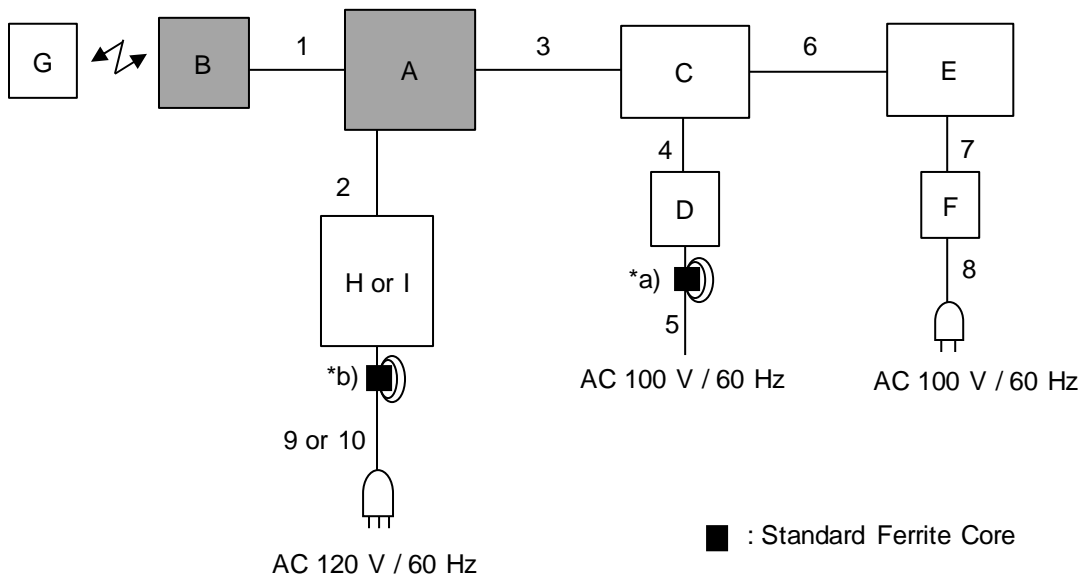 1
3
6
G
B
A
C
E
4
7
2
D
F
*a)
8
H or I
5
*b)
AC 100 V / 60 Hz
AC 100 V / 60 Hz
9 or 10
: Standard Ferrite Core
AC 120 V / 60 Hz